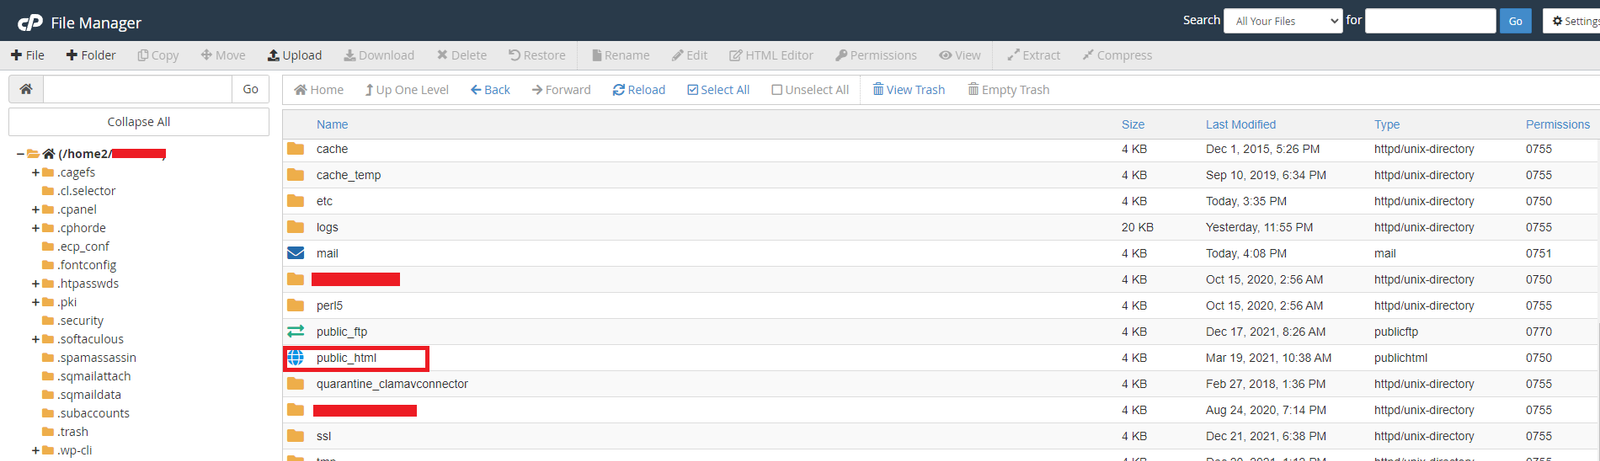 cP File Manager
Search All Your Files for Go Settings
File Folder Copy Move Upload Download Delete Restore Rename Edit HTML Editor Permissions View Extract Compress
Go
Home Up One Level Back Forward Reload Select All Unselect All View Trash Empty Trash
Collapse All
(/home2/
.cagefs
.cl.selector
.cpanel
.cphorde
.ecp_conf
.fontconfig
.htpasswds
.pki
.security
.softaculous
.spamassassin
.sqmailattach
.sqmaildata
.subaccounts
.trash
.wp-cli
Name Size Last Modified Type Permissions
cache 4 KB Dec 1, 2015, 5:26 PM httpd/unix-directory 0755
cache_temp 4 KB Sep 10, 2019, 6:34 PM httpd/unix-directory 0755
etc 4 KB Today, 3:35 PM httpd/unix-directory 0750
logs 20 KB Yesterday, 11:55 PM httpd/unix-directory 0755
mail 4 KB Today, 4:08 PM mail 0751
4 KB Oct 15, 2020, 2:56 AM httpd/unix-directory 0750
perl5 4 KB Oct 15, 2020, 2:56 AM httpd/unix-directory 0755
public_ftp 4 KB Dec 17, 2021, 8:26 AM publicftp 0770
public_html 4 KB Mar 19, 2021, 10:38 AM publichtml 0750
quarantine_clamavconnector 4 KB Feb 27, 2018, 1:36 PM httpd/unix-directory 0755
4 KB Aug 24, 2020, 7:14 PM httpd/unix-directory 0755
ssl 4 KB Dec 21, 2021, 6:38 PM httpd/unix-directory 0755